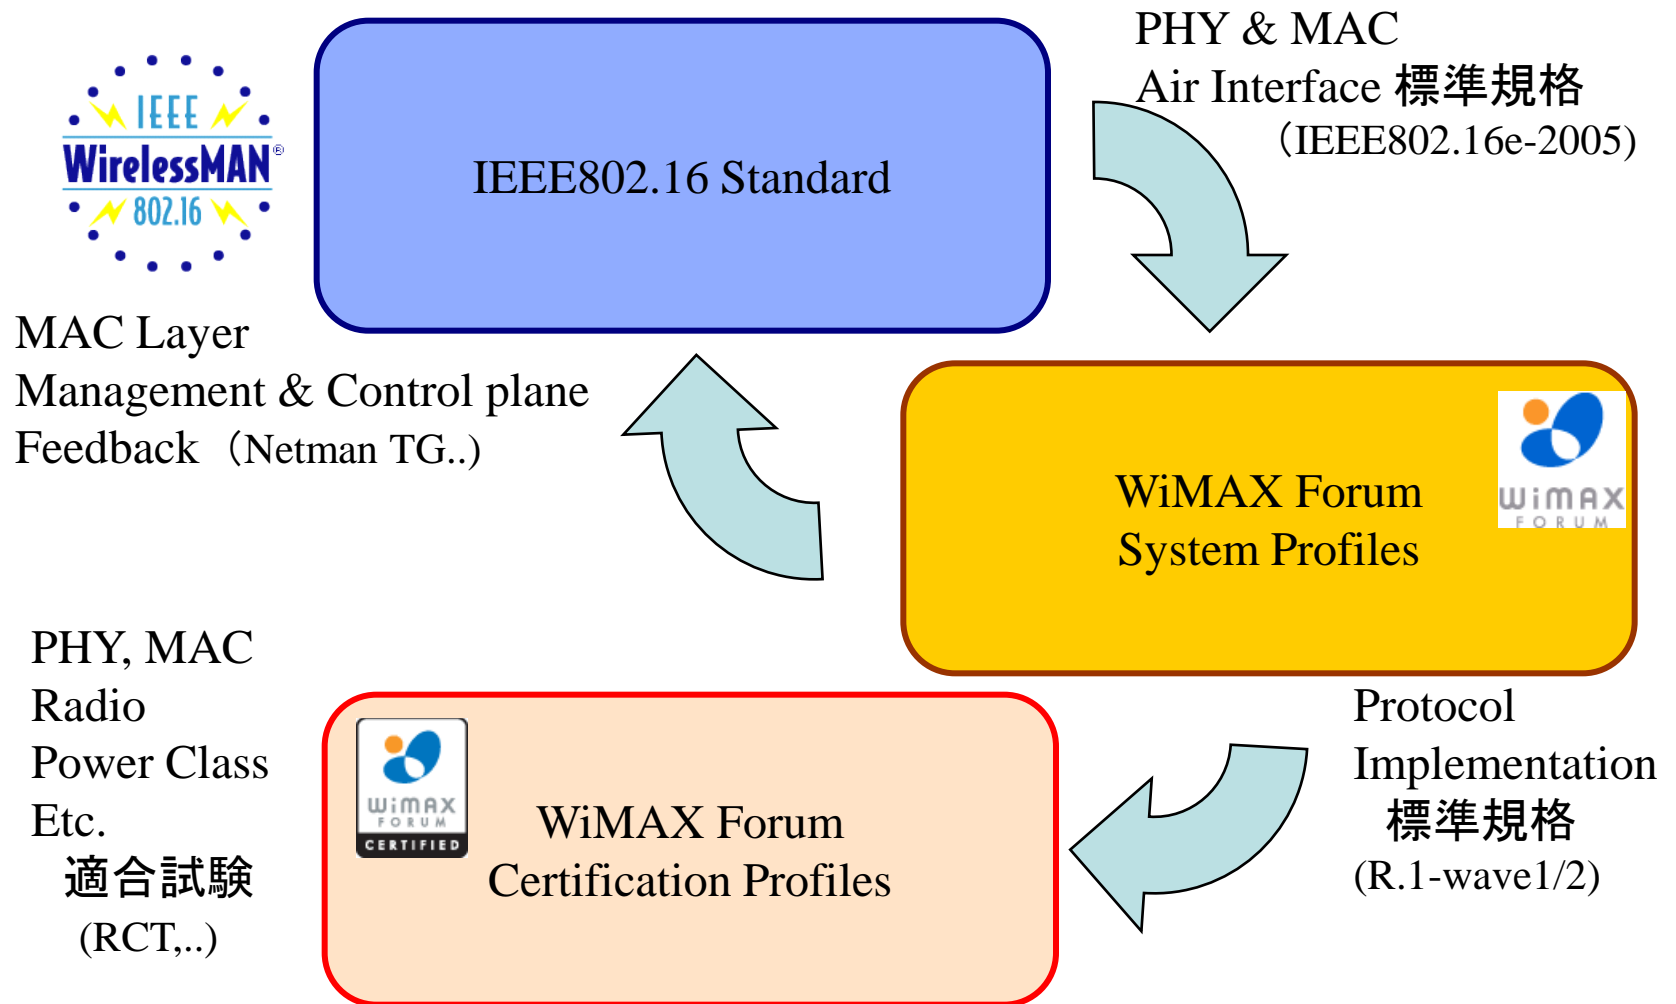 IEEE
WirelessMAN®
802.16
IEEE802.16 Standard
PHY & MAC
Air Interface 標準規格
（IEEE802.16e-2005)
MAC Layer
Management & Control plane
Feedback（Netman TG..)
WiMAX Forum
System Profiles
WiMAX
FORUM
PHY, MAC
Radio
Power Class
Etc.
適合試験
(RCT,..)
WiMAX
FORUM
CERTIFIED
WiMAX Forum
Certification Profiles
Protocol
Implementation
標準規格
(R.1-wave1/2)